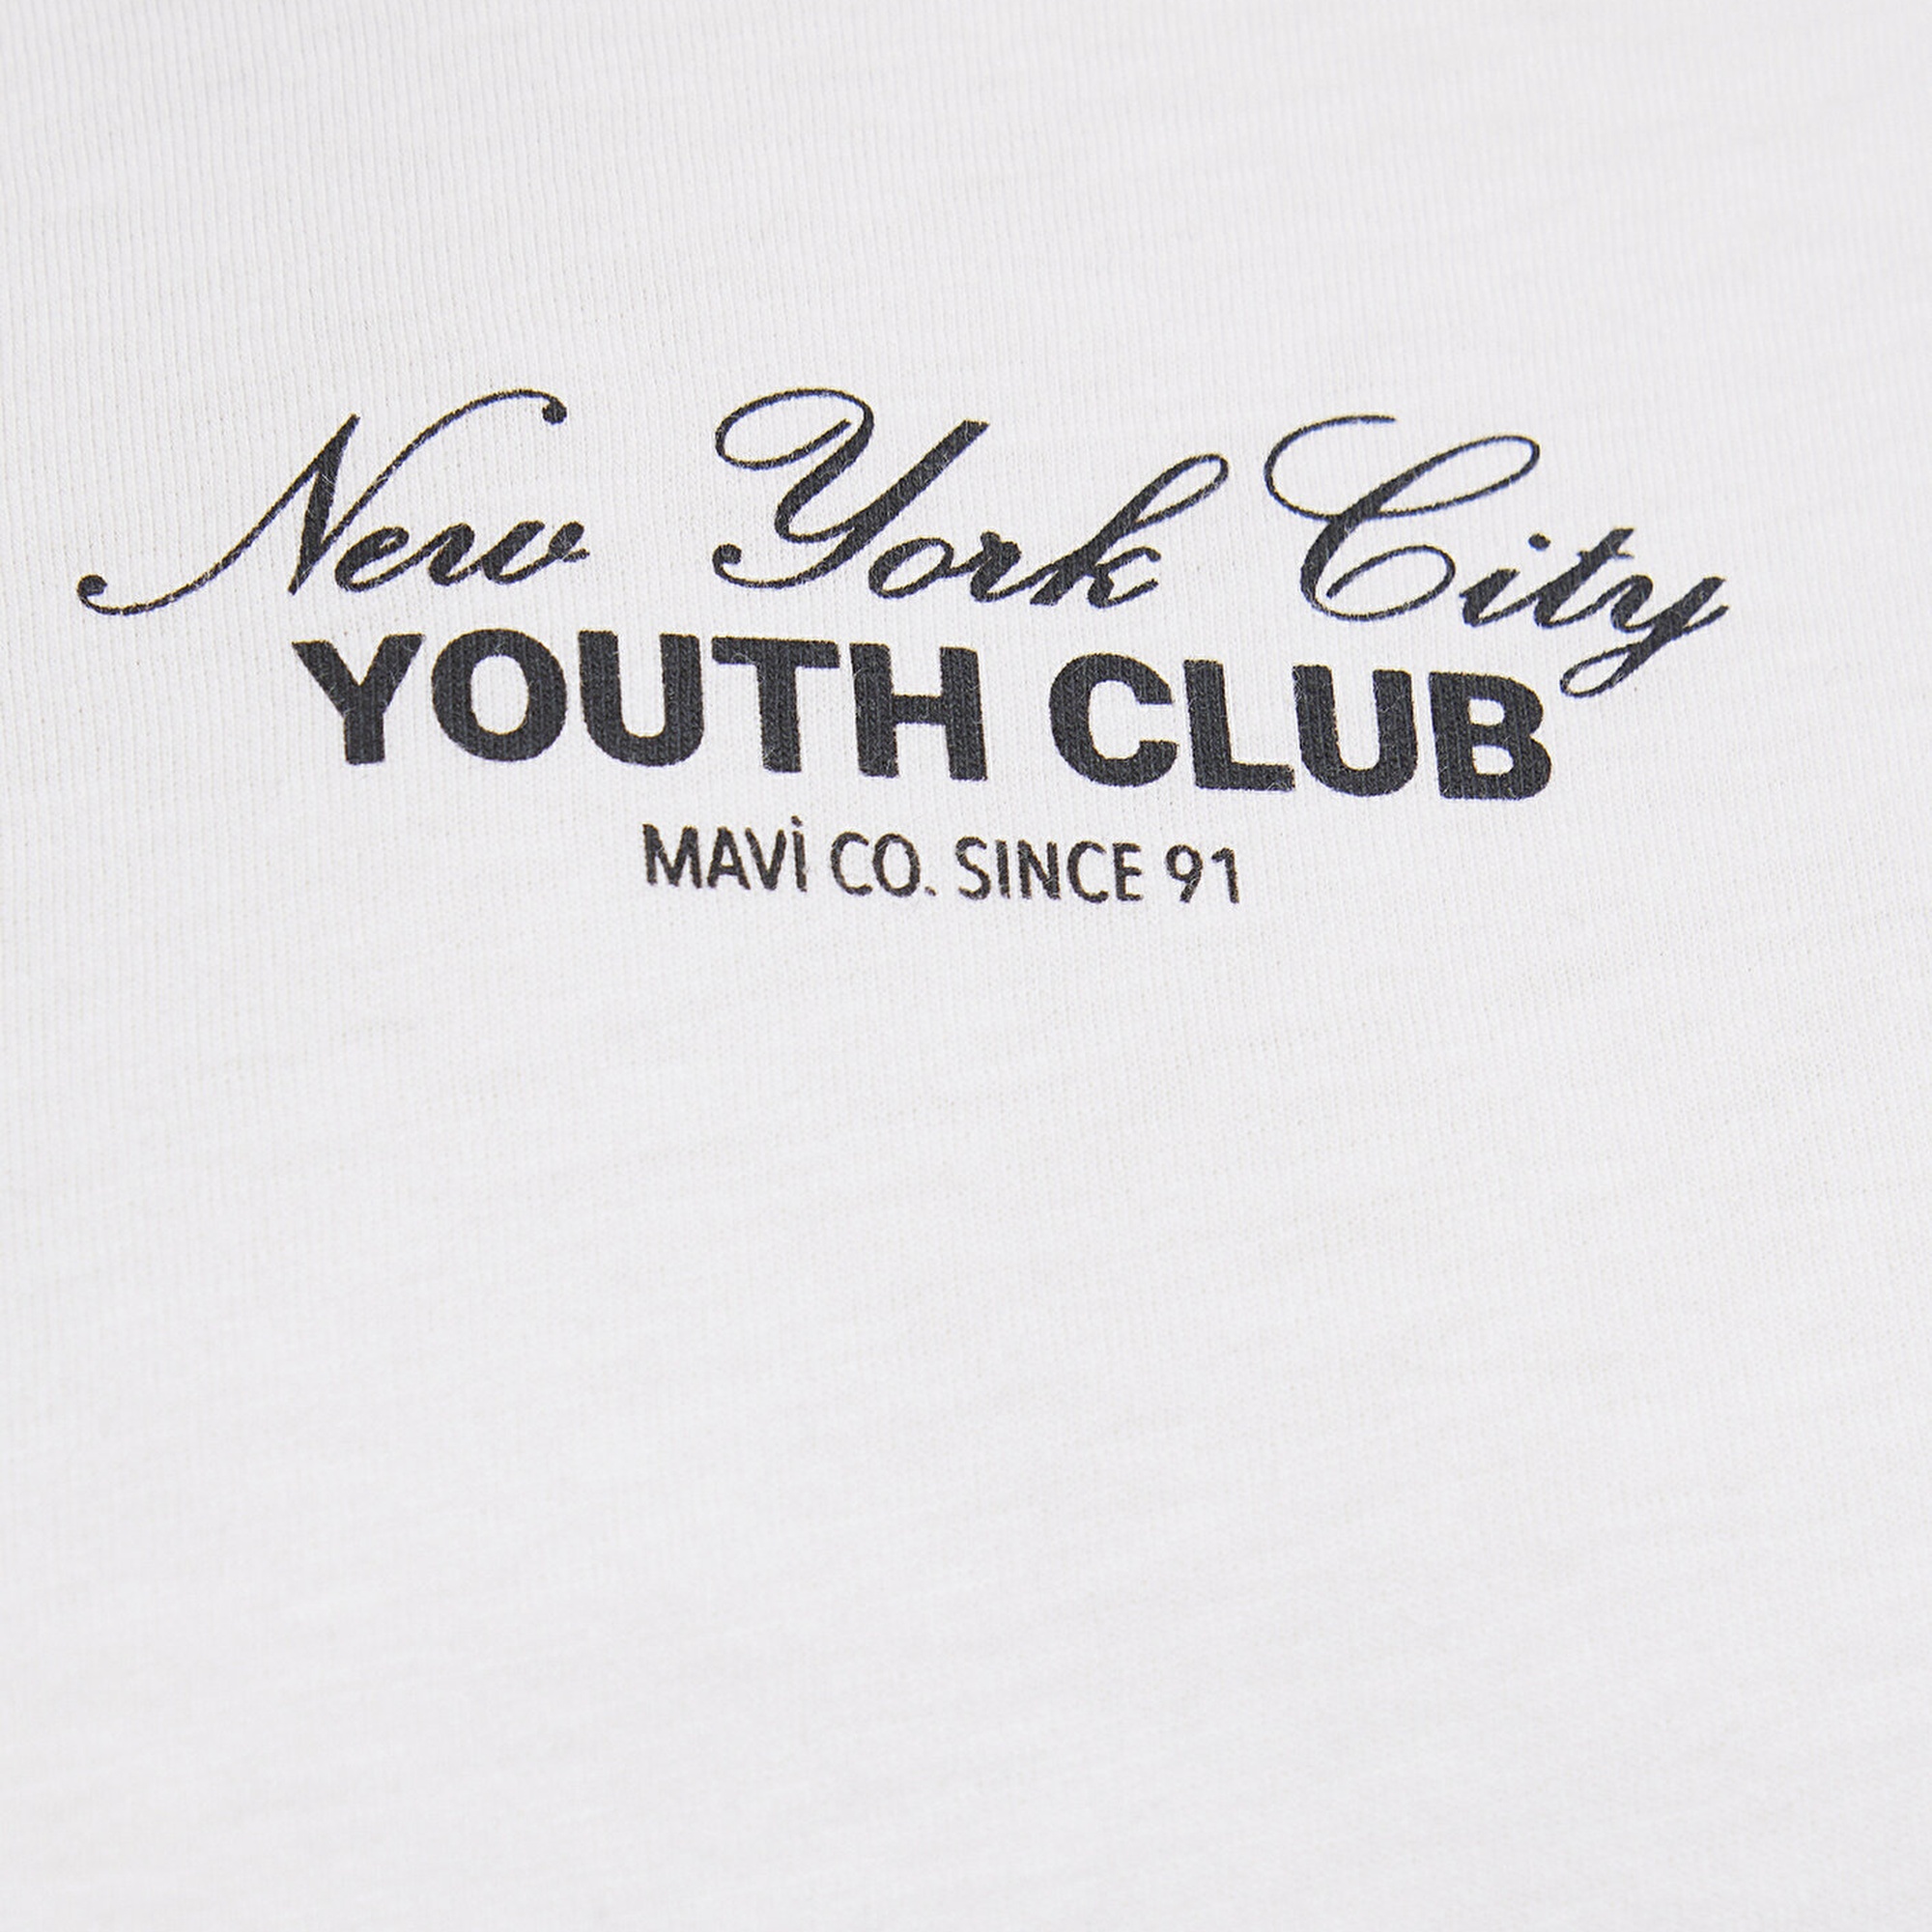 New York City
YOUTH CLUB
MAVİ CO. SINCE 91